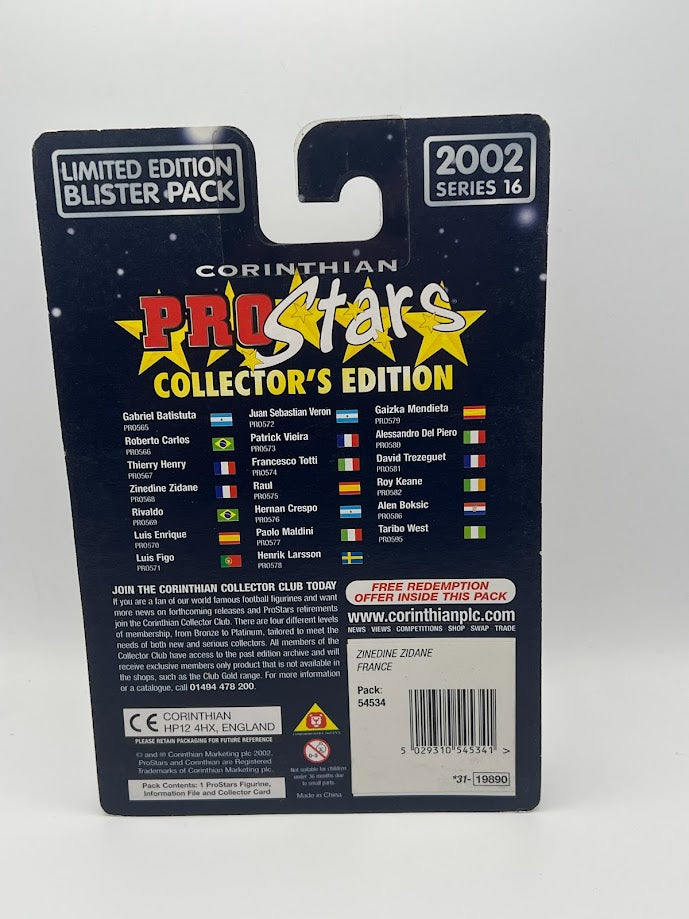 LIMITED EDITION
BLISTER PACK
2002
SERIES 16
CORINTHIAN
PROStars
COLLECTOR'S EDITION
Gabriel Batistuta
PRO565
Roberto Carlos
PRO566
Thierry Henry
PRO567
Zinedine Zidane
PRO568
Rivaldo
PRO569
Luis Enrique
PRO570
Luis Figo
PRO571
Juan Sebastian Veron
PRO572
Patrick Vieira
PRO573
Francesco Totti
PRO574
Raul
PRO575
Hernan Crespo
PRO576
Paolo Maldini
PRO577
Henrik Larsson
PRO578
Gaizka Mendieta
PRO579
Alessandro Del Piero
PRO580
David Trezeguet
PRO581
Roy Keane
PRO582
Alen Boksic
PRO586
Taribo West
PRO595
JOIN THE CORINTHIAN COLLECTOR CLUB TODAY
If you are a fan of our world famous football figurines and want
more news on forthcoming releases and ProStars retirements
join the Corinthian Collector Club. There are four different levels
of membership, from Bronze to Platinum, tailored to meet the
needs of both new and serious collectors. All members of the
Collector Club have access to the past edition archive and will
receive exclusive members only product that is not available in
the shops, such as the Club Gold range. For more information
or a catalogue, call 01494 478 200.
FREE REDEMPTION
OFFER INSIDE THIS PACK
www.corinthianplc.com
NEWS VIEWS COMPETITIONS SHOP SWAP TRADE
ZINEDINE ZIDANE
FRANCE
Pack:
54534
5 029310 545341 >
*31- 19890
CE CORINTHIAN
HP12 4HX, ENGLAND
PLEASE RETAIN PACKAGING FOR FUTURE REFERENCE
© and ® Corinthian Marketing plc 2002.
ProStars and Corinthian are Registered
Trademarks of Corinthian Marketing plc.
Pack Contents: 1 ProStars Figurine,
Information File and Collector Card
0-3
Not suitable for children
under 36 months due
to small parts.
Made in China